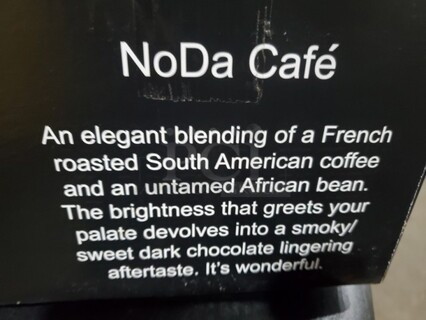 NoDa Café
An elegant blending of a French
roasted South American coffee
and an untamed African bean.
The brightness that greets your
palate devolves into a smoky/
sweet dark chocolate lingering
aftertaste. It's wonderful.